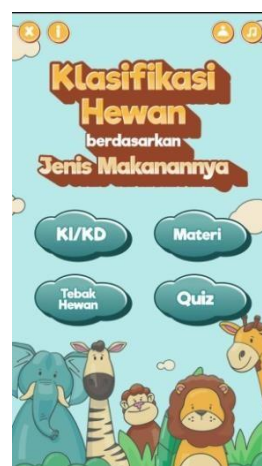 Klasifikasi
Hewan
berdasarkan
Jenis Makanannya
KI/KD
Materi
Tebak
Hewan
Quiz